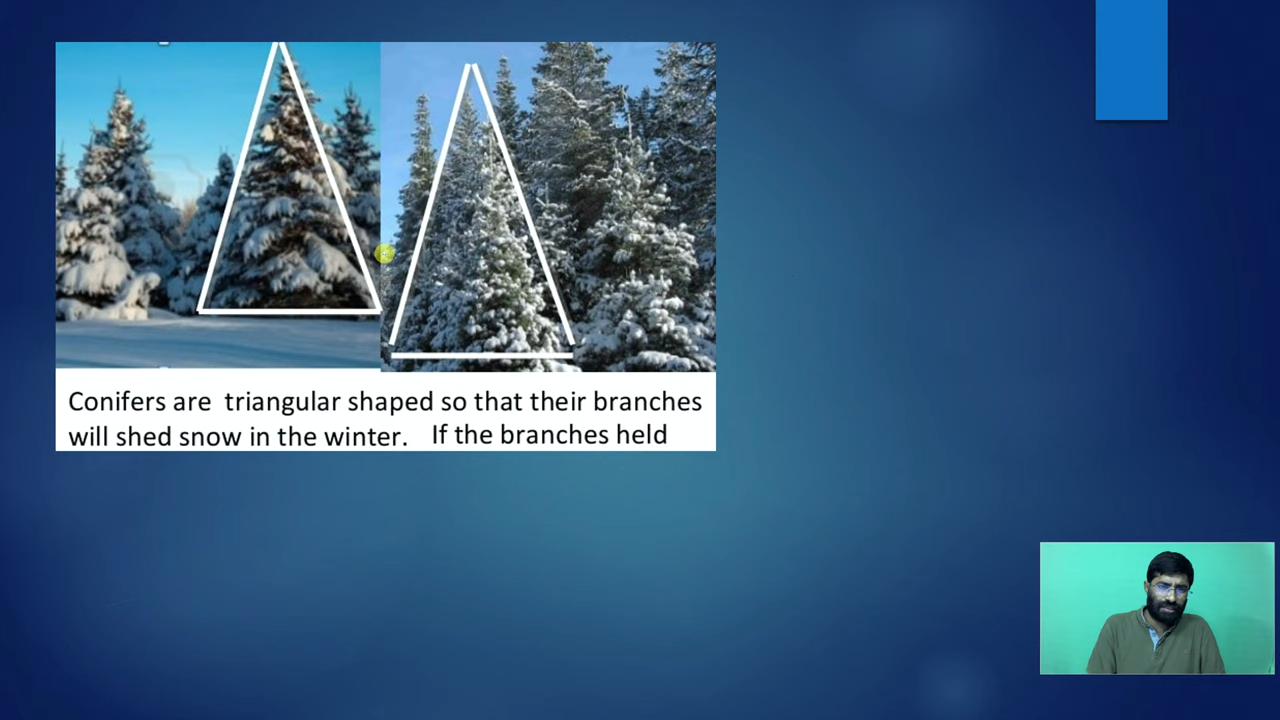 Conifers are triangular shaped so that their branches
will shed snow in the winter. If the branches held